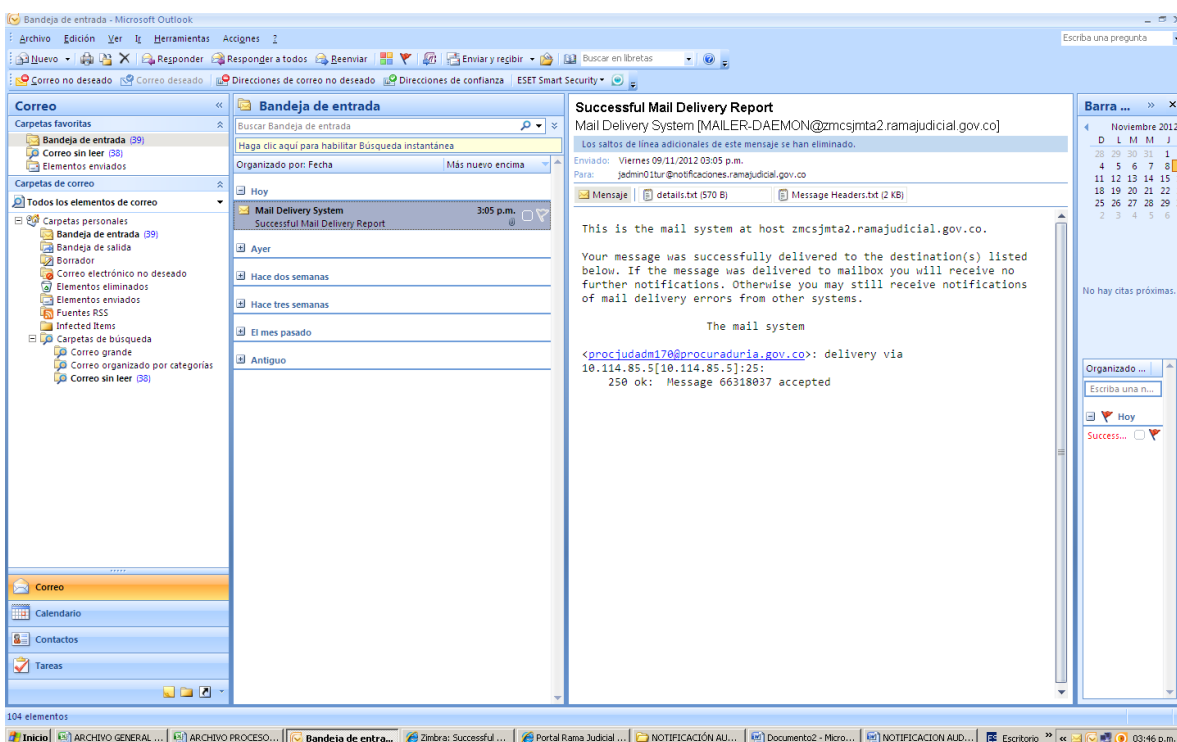 Bandeja de entrada - Microsoft Outlook
Archivo Edición Ver Ir Herramientas Acciones ?
Escriba una pregunta
Nuevo Responder Responder a todos Reenviar Enviar y recibir Buscar en libretas
Correo no deseado Correo deseado Direcciones de correo no deseado Direcciones de confianza ESET Smart Security
Correo
Carpetas favoritas
Bandeja de entrada (39)
Correo sin leer (38)
Elementos enviados
Carpetas de correo
Todos los elementos de correo
Carpetas personales
Bandeja de entrada (39)
Bandeja de salida
Borrador
Correo electrónico no deseado
Elementos eliminados
Elementos enviados
Fuentes RSS
Infected Items
Carpetas de búsqueda
Correo grande
Correo organizado por categorías
Correo sin leer (38)
Correo
Calendario
Contactos
Tareas
Bandeja de entrada
Buscar Bandeja de entrada
Haga clic aquí para habilitar Búsqueda instantánea
Organizado por: Fecha Más nuevo encima
Hoy
Mail Delivery System 3:05 p.m.
Successful Mail Delivery Report
Ayer
Hace dos semanas
Hace tres semanas
El mes pasado
Antiguo
Successful Mail Delivery Report
Mail Delivery System [MAILER-DAEMON@zmcsjmta2.ramajudicial.gov.co]
Los saltos de línea adicionales de este mensaje se han eliminado.
Enviado: Viernes 09/11/2012 03:05 p.m.
Para: jadmin01tur@notificaciones.ramajudicial.gov.co
Mensaje details.txt (570 B) Message Headers.txt (2 KB)
This is the mail system at host zmcsjmta2.ramajudicial.gov.co.
Your message was successfully delivered to the destination(s) listed
below. If the message was delivered to mailbox you will receive no
further notifications. Otherwise you may still receive notifications
of mail delivery errors from other systems.
The mail system
<procjudadm170@procuraduria.gov.co>: delivery via
10.114.85.5[10.114.85.5]:25:
250 ok: Message 66318037 accepted
Barra ...
Noviembre 2012
D L M M J
28 29 30 31 1
4 5 6 7 8
11 12 13 14 15
18 19 20 21 22
25 26 27 28 29
2 3 4 5 6
No hay citas próximas.
Organizado ...
Escriba una n...
Hoy
Success...
104 elementos
Inicio ARCHIVO GENERAL ... ARCHIVO PROCESO... Bandeja de entra... Zimbra: Successful ... Portal Rama Judicial ... NOTIFICACIÓN AU... Documento2 - Micro... NOTIFICACION AUD... Escritorio 03:46 p.m.